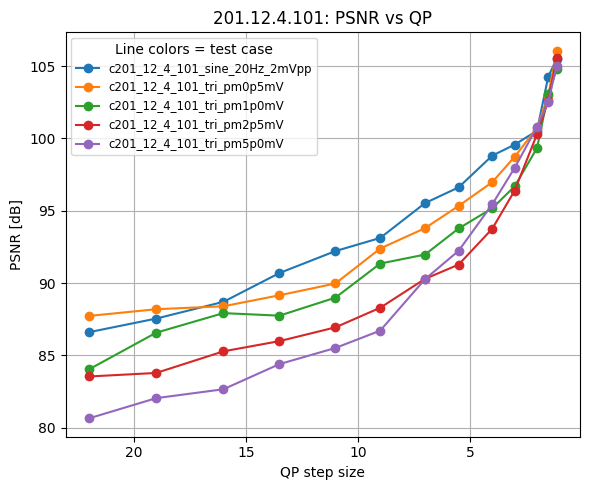 201.12.4.101: PSNR vs QP
Line colors = test case
c201_12_4_101_sine_20Hz_2mVpp
c201_12_4_101_tri_pm0p5mV
c201_12_4_101_tri_pm1p0mV
c201_12_4_101_tri_pm2p5mV
c201_12_4_101_tri_pm5p0mV
PSNR [dB]
105
100
95
90
85
80
20
15
10
5
QP step size